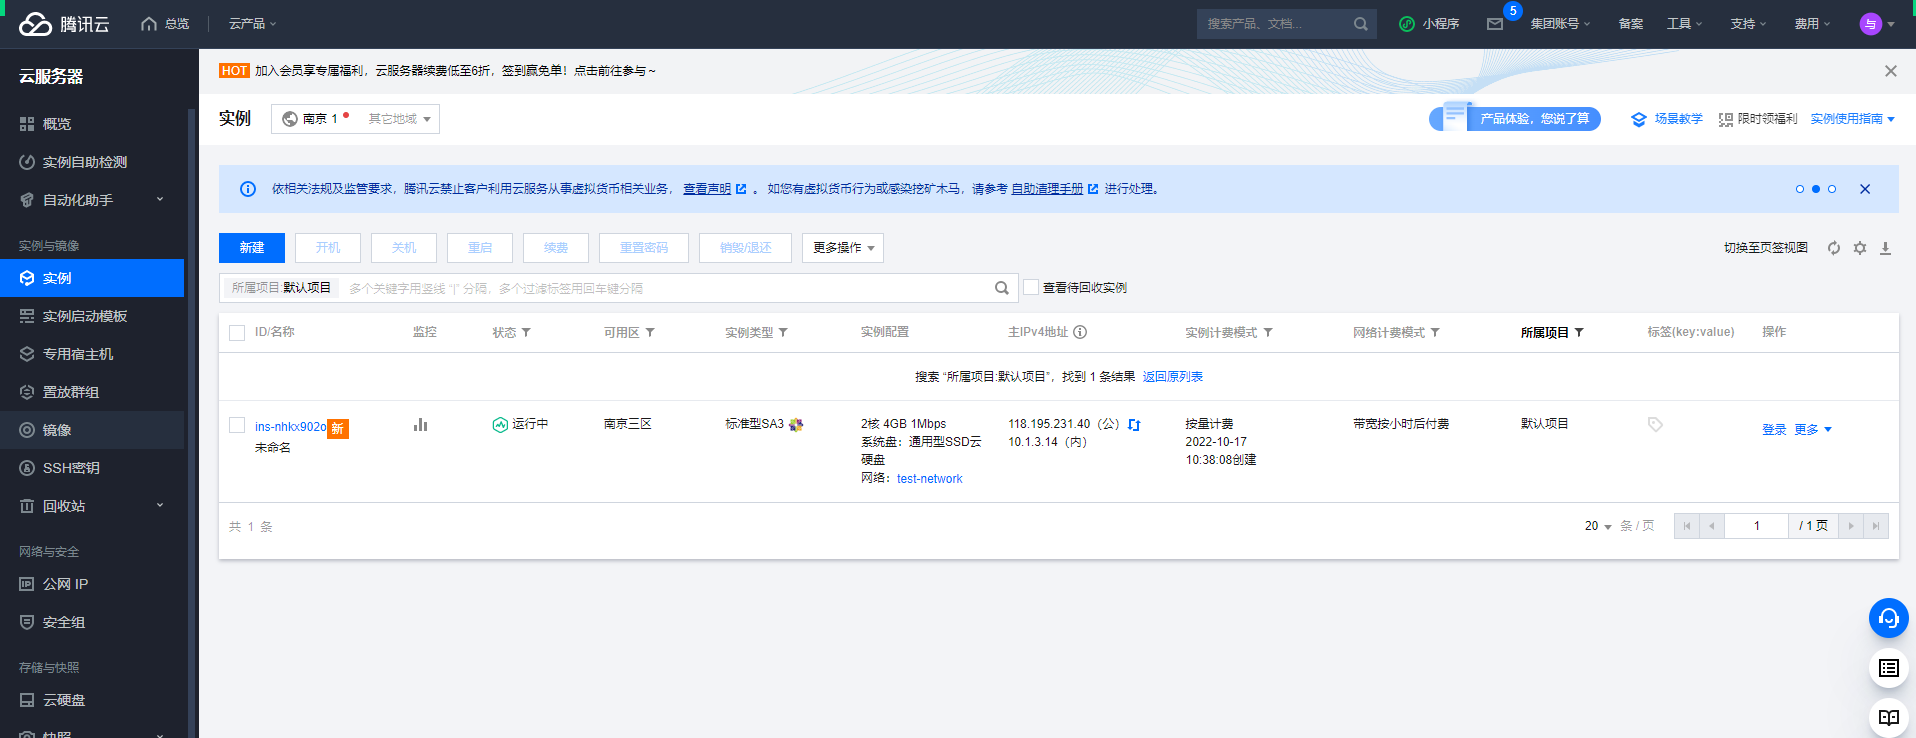 腾讯云
总览
云产品
搜索产品、文档...
小程序
5
集团账号
备案
工具
支持
费用
与
云服务器
概览
实例自助检测
自动化助手
实例与镜像
实例
实例启动模板
专用宿主机
置放群组
镜像
SSH密钥
回收站
网络与安全
公网 IP
安全组
存储与快照
云硬盘
快照
HOT 加入会员享专属福利，云服务器续费低至6折，签到赢免单！点击前往参与～
实例
南京 1
其它地域
产品体验，您说了算
场景教学
限时领福利
实例使用指南
依相关法规及监管要求，腾讯云禁止客户利用云服务从事虚拟货币相关业务， 查看声明 。 如您有虚拟货币行为或感染挖矿木马，请参考 自助清理手册 进行处理。
新建
开机
关机
重启
续费
重置密码
销毁/退还
更多操作
切换至页签视图
所属项目:默认项目
多个关键字用竖线 “|” 分隔，多个过滤标签用回车键分隔
查看待回收实例
ID/名称
监控
状态
可用区
实例类型
实例配置
主IPv4地址
实例计费模式
网络计费模式
所属项目
标签(key:value)
操作
搜索 “所属项目:默认项目”，找到 1 条结果 返回原列表
ins-nhkx902o 新
未命名
运行中
南京三区
标准型SA3
2核 4GB 1Mbps
系统盘：通用型SSD云
硬盘
网络：test-network
118.195.231.40（公）
10.1.3.14（内）
按量计费
2022-10-17
10:38:08创建
带宽按小时后付费
默认项目
登录 更多
共 1 条
20
条 / 页
1
/ 1 页